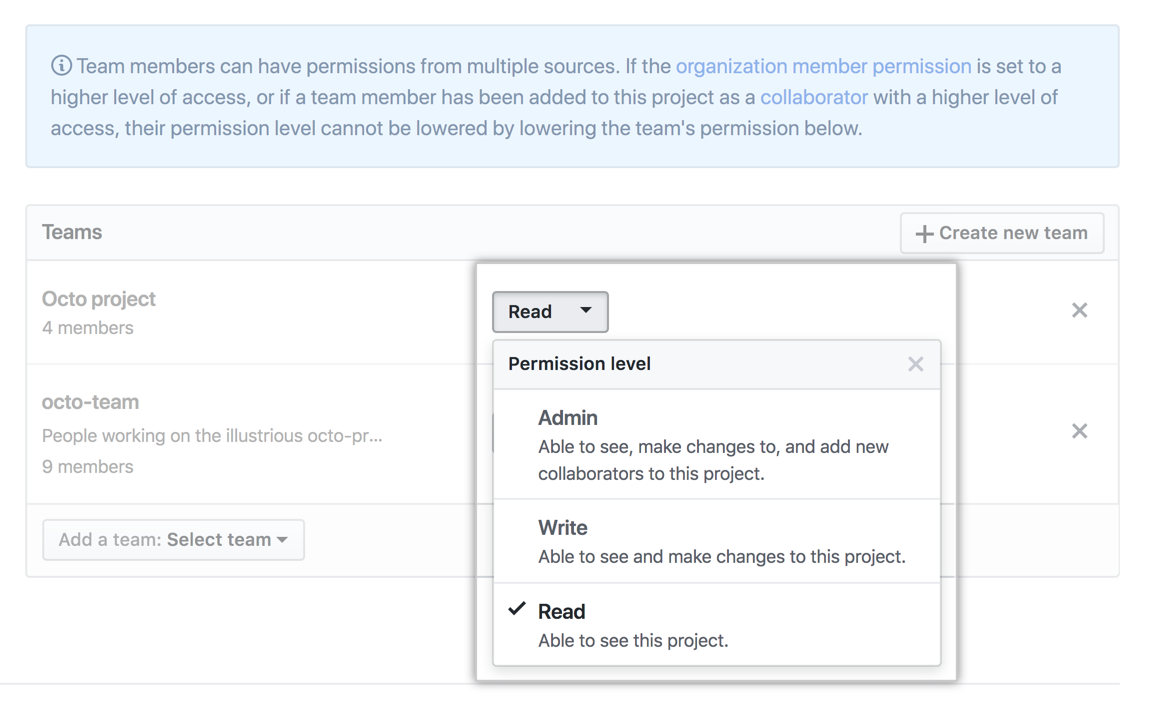 Team members can have permissions from multiple sources. If the organization member permission is set to a
higher level of access, or if a team member has been added to this project as a collaborator with a higher level of
access, their permission level cannot be lowered by lowering the team's permission below.
Teams
Create new team
Octo project
4 members
Read
Permission level
octo-team
People working on the illustrious octo-pr...
9 members
Admin
Able to see, make changes to, and add new
collaborators to this project.
Write
Able to see and make changes to this project.
Add a team: Select team
Read
Able to see this project.